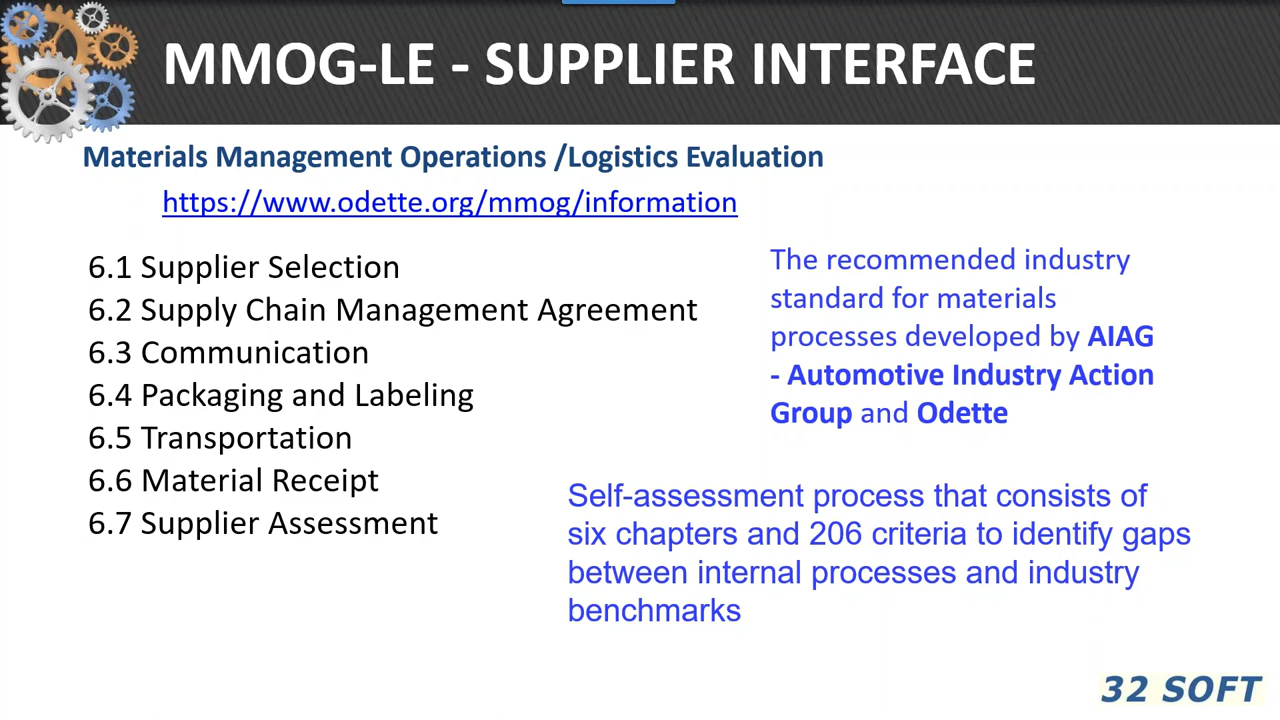 MMOG-LE - SUPPLIER INTERFACE
Materials Management Operations /Logistics Evaluation
https://www.odette.org/mmog/information
6.1 Supplier Selection
6.2 Supply Chain Management Agreement
6.3 Communication
6.4 Packaging and Labeling
6.5 Transportation
6.6 Material Receipt
6.7 Supplier Assessment
The recommended industry
standard for materials
processes developed by AIAG
- Automotive Industry Action
Group and Odette
Self-assessment process that consists of
six chapters and 206 criteria to identify gaps
between internal processes and industry
benchmarks
32 SOFT